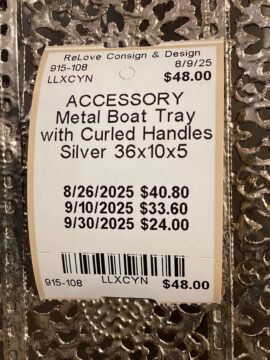 ReLove Consign & Design
915-108 8/9/25
LLXCYN $48.00
ACCESSORY
Metal Boat Tray
with Curled Handles
Silver 36x10x5
8/26/2025 $40.80
9/10/2025 $33.60
9/30/2025 $24.00
915-108 LLXCYN $48.00